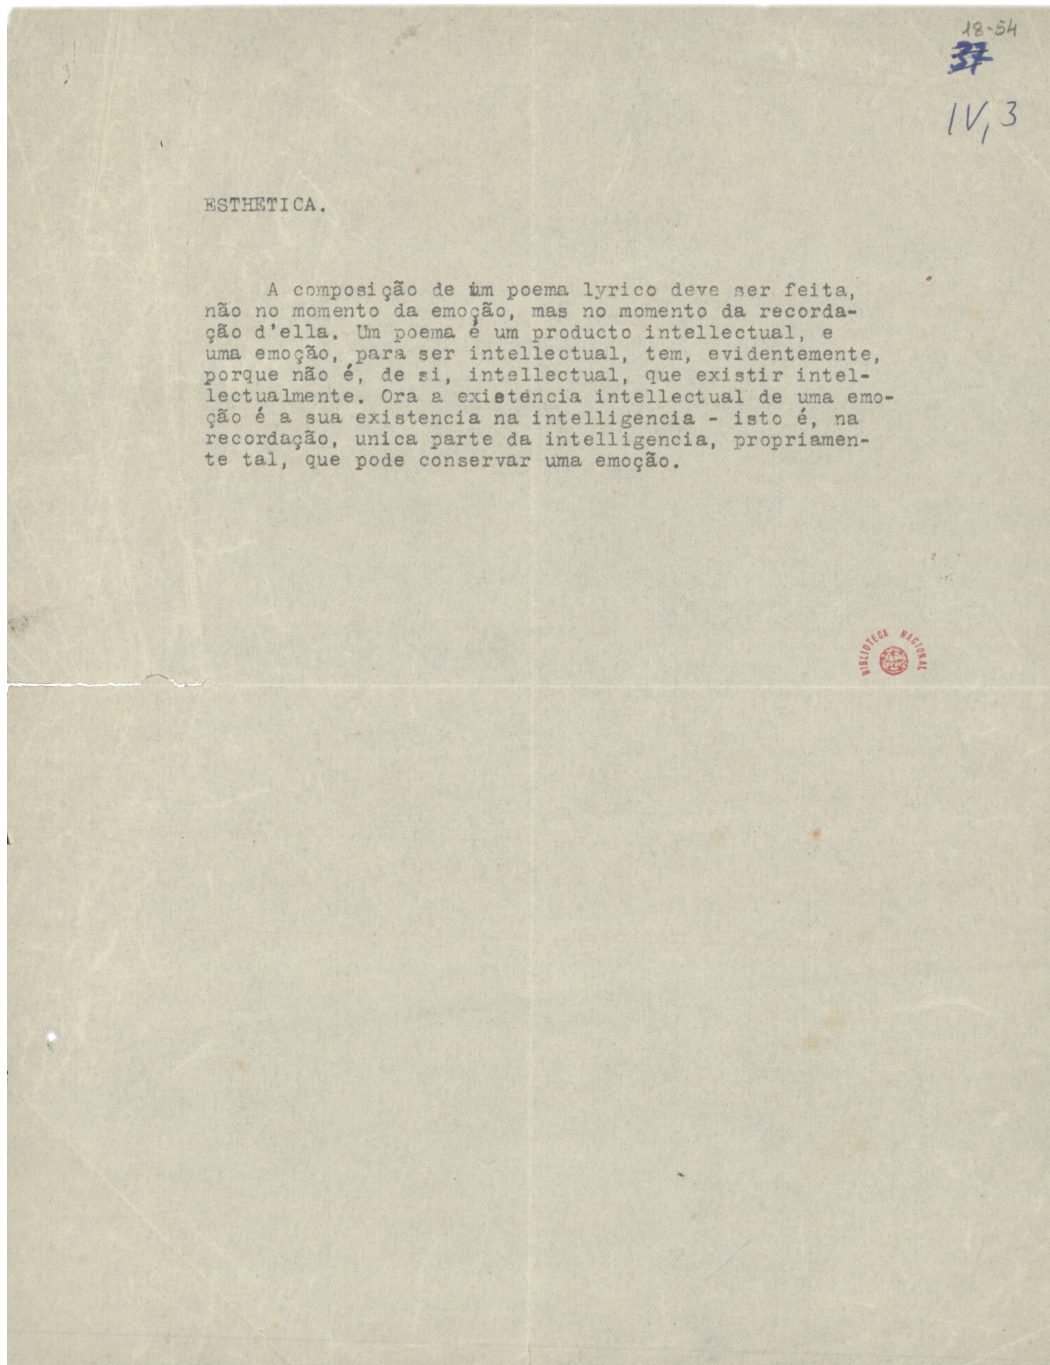 18-54
37
IV, 3
ESTHETICA.
A composição de um poema lyrico deve ser feita,
não no momento da emoção, mas no momento da recorda-
ção d'ella. Um poema é um producto intellectual, e
uma emoção, para ser intellectual, tem, evidentemente,
porque não é, de si, intellectual, que existir intel-
lectualmente. Ora a existencia intellectual de uma emo-
ção é a sua existencia na intelligencia - isto é, na
recordação, unica parte da intelligencia, propriamen-
te tal, que pode conservar uma emoção.
BIBLIOTECA NACIONAL